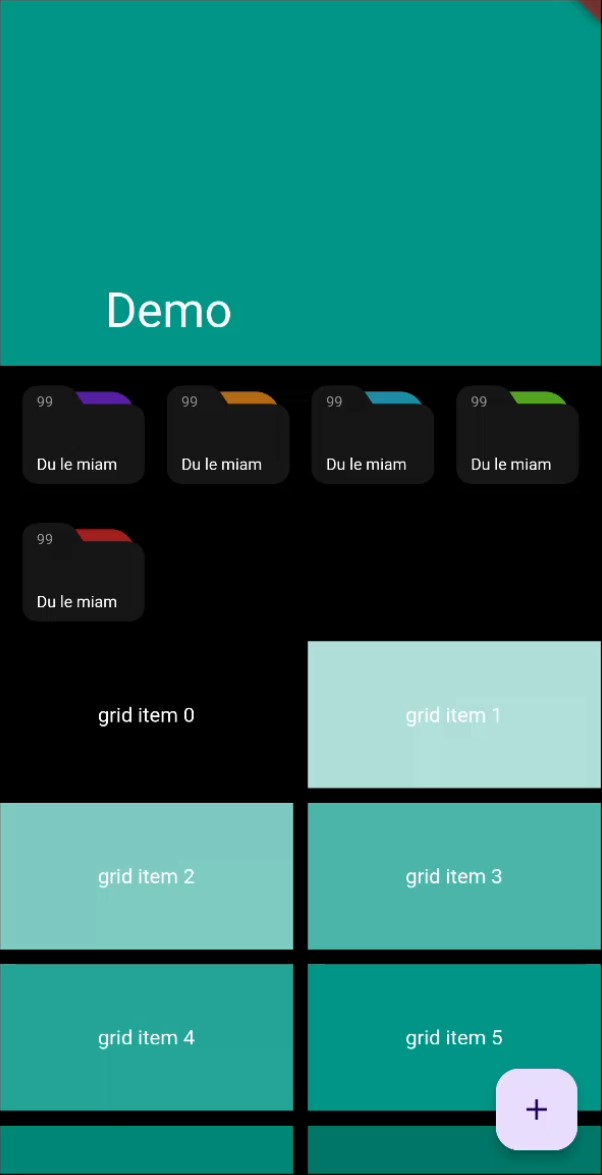 Demo
99 99 99 99
Du le miam Du le miam Du le miam Du le miam
99
Du le miam
grid item 0 grid item 1
grid item 2 grid item 3
grid item 4 grid item 5
+